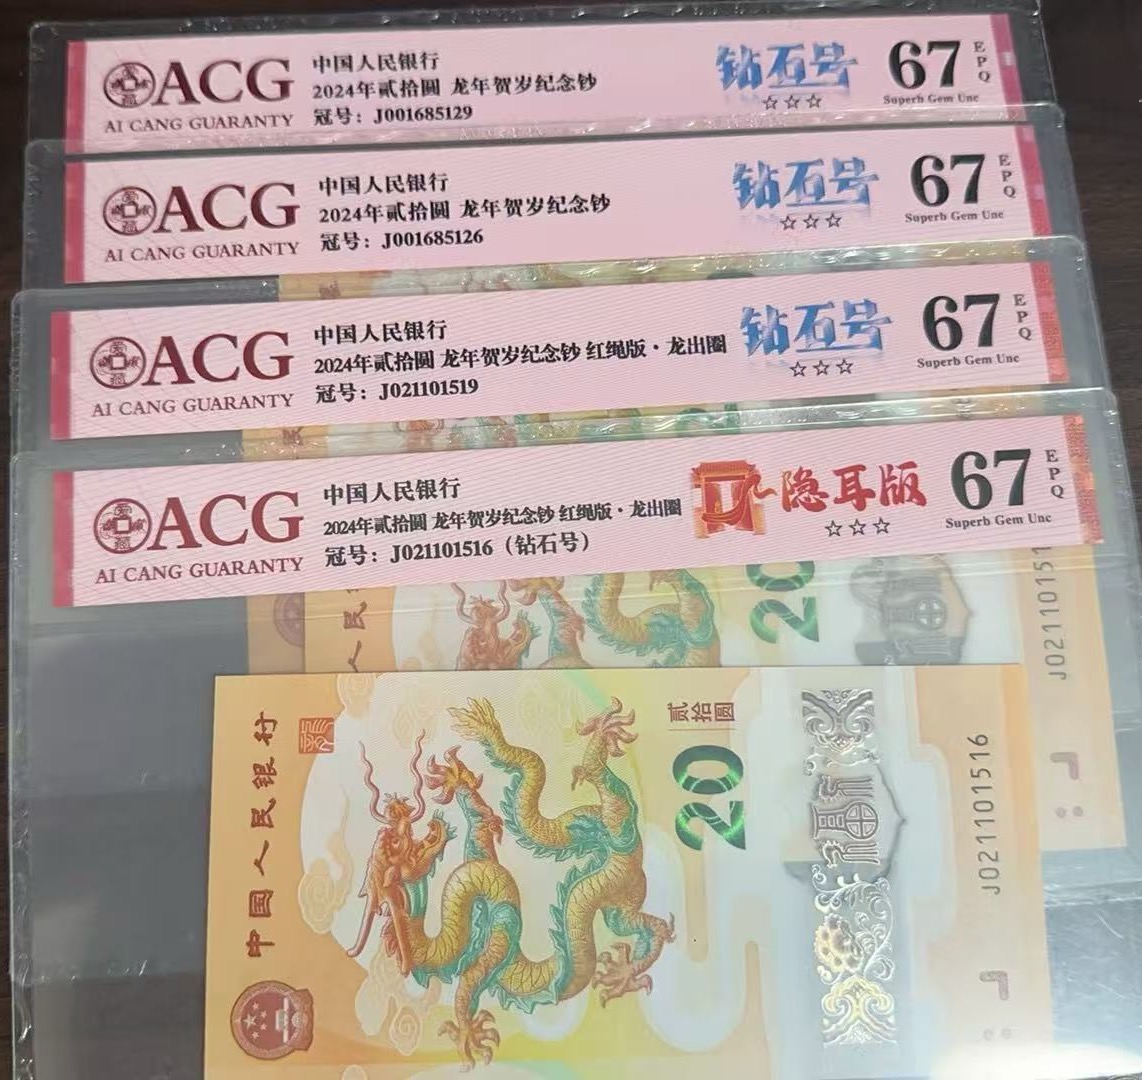 ACG
AI CANG GUARANTY
中国人民银行
2024年贰拾圆 龙年贺岁纪念钞
冠号：J001685129
钻石号
☆☆☆
67
EPQ
Superb Gem Unc
ACG
AI CANG GUARANTY
中国人民银行
2024年贰拾圆 龙年贺岁纪念钞
冠号：J001685126
钻石号
☆☆☆
67
EPQ
Superb Gem Unc
ACG
AI CANG GUARANTY
中国人民银行
2024年贰拾圆 龙年贺岁纪念钞 红绳版·龙出圈
冠号：J021101519
钻石号
☆☆☆
67
EPQ
Superb Gem Unc
ACG
AI CANG GUARANTY
中国人民银行
2024年贰拾圆 龙年贺岁纪念钞 红绳版·龙出圈
冠号：J021101516（钻石号）
隐耳版
☆☆☆
67
EPQ
Superb Gem Unc
20
J02110151
中国人民银行
贰拾圆
20
福
J021101516